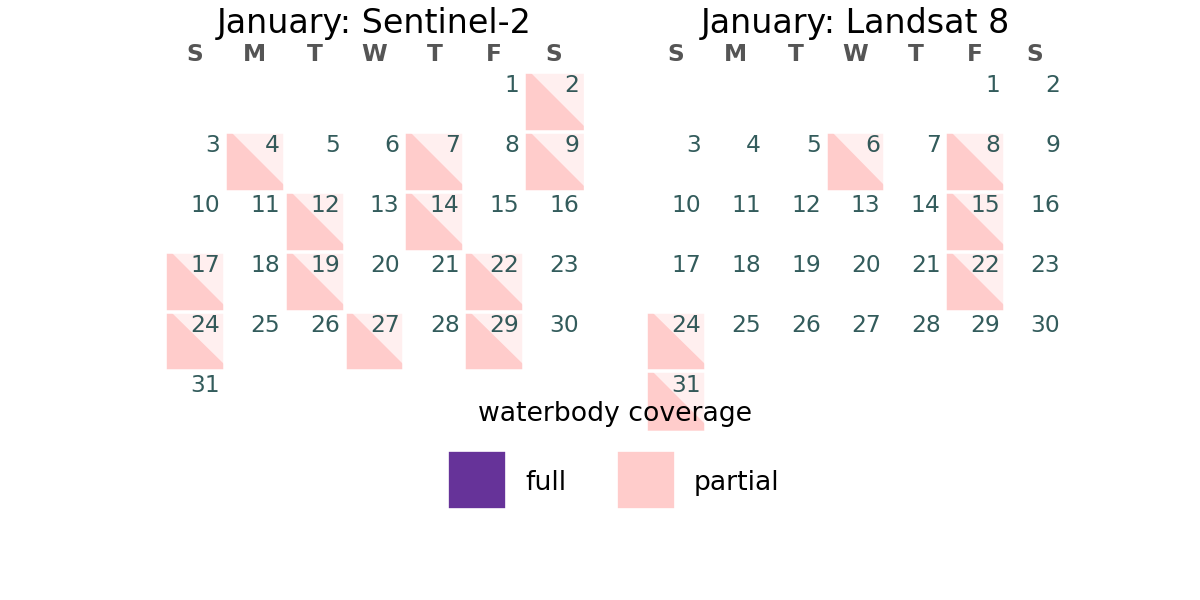 January: Sentinel-2
S M T W T F S
1 2
3 4 5 6 7 8 9
10 11 12 13 14 15 16
17 18 19 20 21 22 23
24 25 26 27 28 29 30
31
January: Landsat 8
S M T W T F S
1 2
3 4 5 6 7 8 9
10 11 12 13 14 15 16
17 18 19 20 21 22 23
24 25 26 27 28 29 30
31
waterbody coverage
full partial